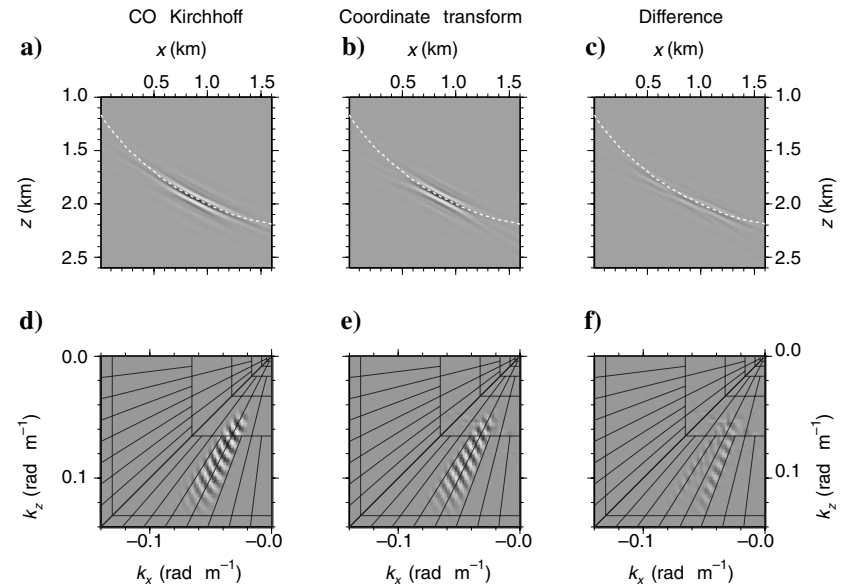 CO Kirchhoff Coordinate transform Difference
a) b) c)
x (km) x (km) x (km)
0.5 1.0 1.5 0.5 1.0 1.5 0.5 1.0 1.5
1.0 1.0
1.5 1.5
2.0 2.0
2.5 2.5
z (km) z (km)
d) e) f)
0.0 0.0
0.1 0.1
k_z (rad m⁻¹) k_z (rad m⁻¹)
−0.1 −0.0 −0.1 −0.0 −0.1 −0.0
k_x (rad m⁻¹) k_x (rad m⁻¹) k_x (rad m⁻¹)